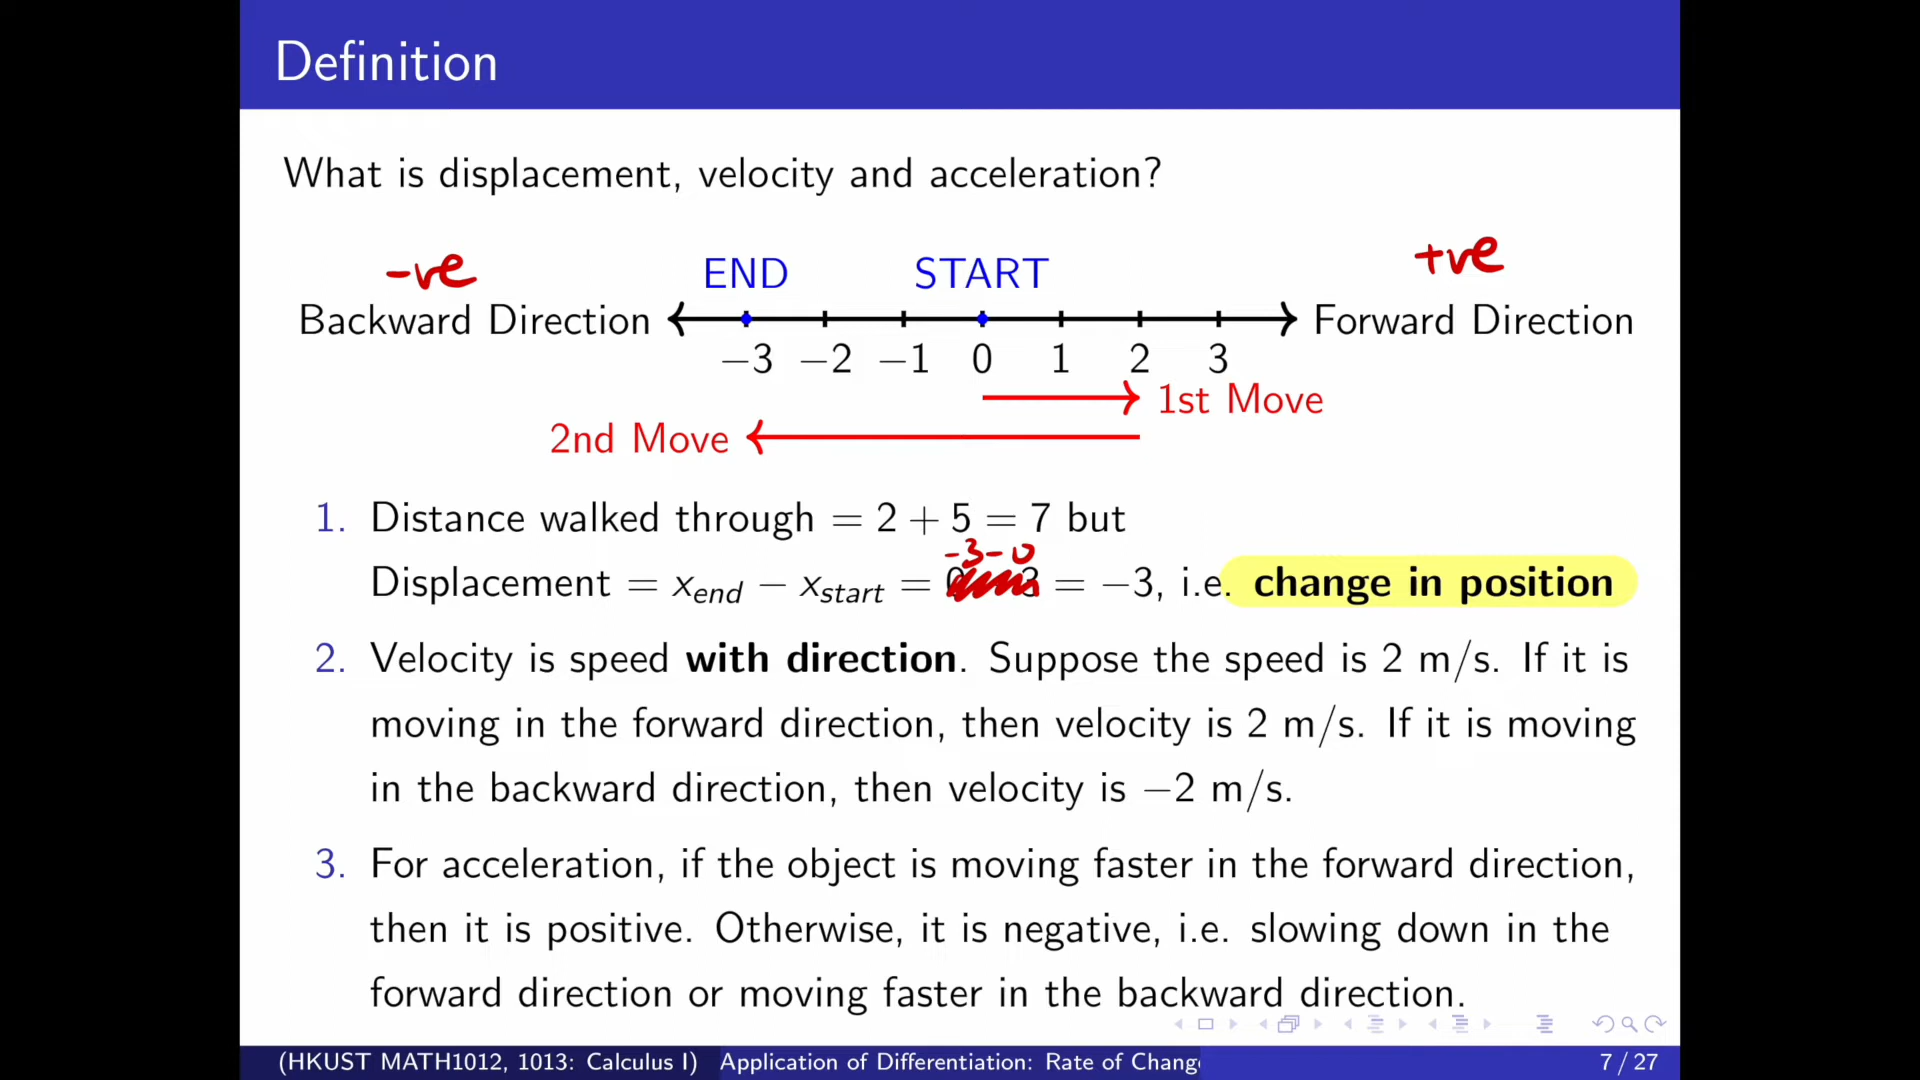 Definition
What is displacement, velocity and acceleration?
-ve
+ve
END START
Backward Direction Forward Direction
−3 −2 −1 0 1 2 3
1st Move
2nd Move
1. Distance walked through = 2 + 5 = 7 but
-3-0
Displacement = x_end − x_start = = −3, i.e. change in position
2. Velocity is speed with direction. Suppose the speed is 2 m/s. If it is
moving in the forward direction, then velocity is 2 m/s. If it is moving
in the backward direction, then velocity is −2 m/s.
3. For acceleration, if the object is moving faster in the forward direction,
then it is positive. Otherwise, it is negative, i.e. slowing down in the
forward direction or moving faster in the backward direction.
(HKUST MATH1012, 1013: Calculus I) Application of Differentiation: Rate of Change 7 / 27